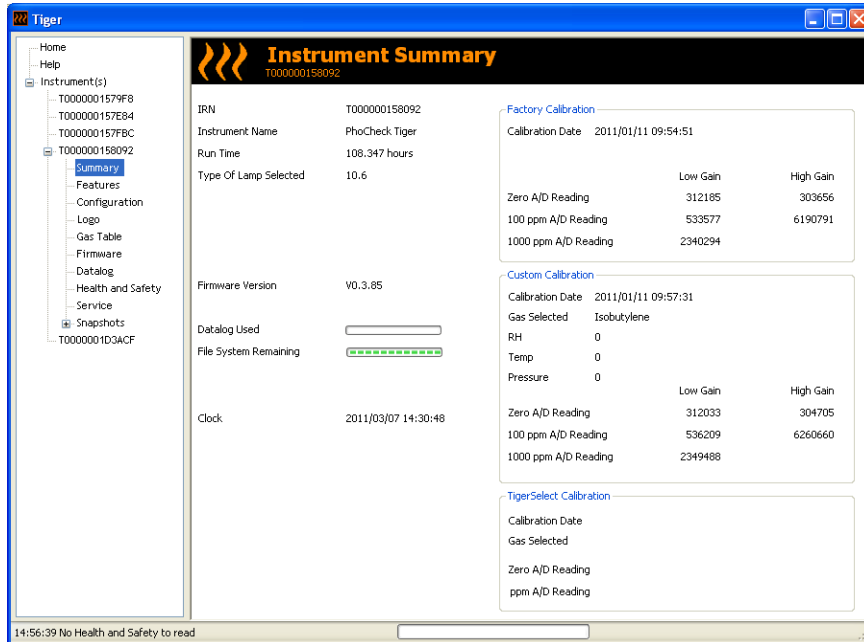 Tiger
Home
Help
Instrument(s)
T0000001579F8
T000000157E84
T000000157FBC
T000000158092
Summary
Features
Configuration
Logo
Gas Table
Firmware
Datalog
Health and Safety
Service
Snapshots
T0000001D3ACF
Instrument Summary
T000000158092
IRN T000000158092
Instrument Name PhoCheck Tiger
Run Time 108.347 hours
Type Of Lamp Selected 10.6
Firmware Version V0.3.85
Datalog Used
File System Remaining
Clock 2011/03/07 14:30:48
Factory Calibration
Calibration Date 2011/01/11 09:54:51
Low Gain High Gain
Zero A/D Reading 312185 303656
100 ppm A/D Reading 533577 6190791
1000 ppm A/D Reading 2340294
Custom Calibration
Calibration Date 2011/01/11 09:57:31
Gas Selected Isobutylene
RH 0
Temp 0
Pressure 0
Low Gain High Gain
Zero A/D Reading 312033 304705
100 ppm A/D Reading 536209 6260660
1000 ppm A/D Reading 2349488
TigerSelect Calibration
Calibration Date
Gas Selected
Zero A/D Reading
ppm A/D Reading
14:56:39 No Health and Safety to read